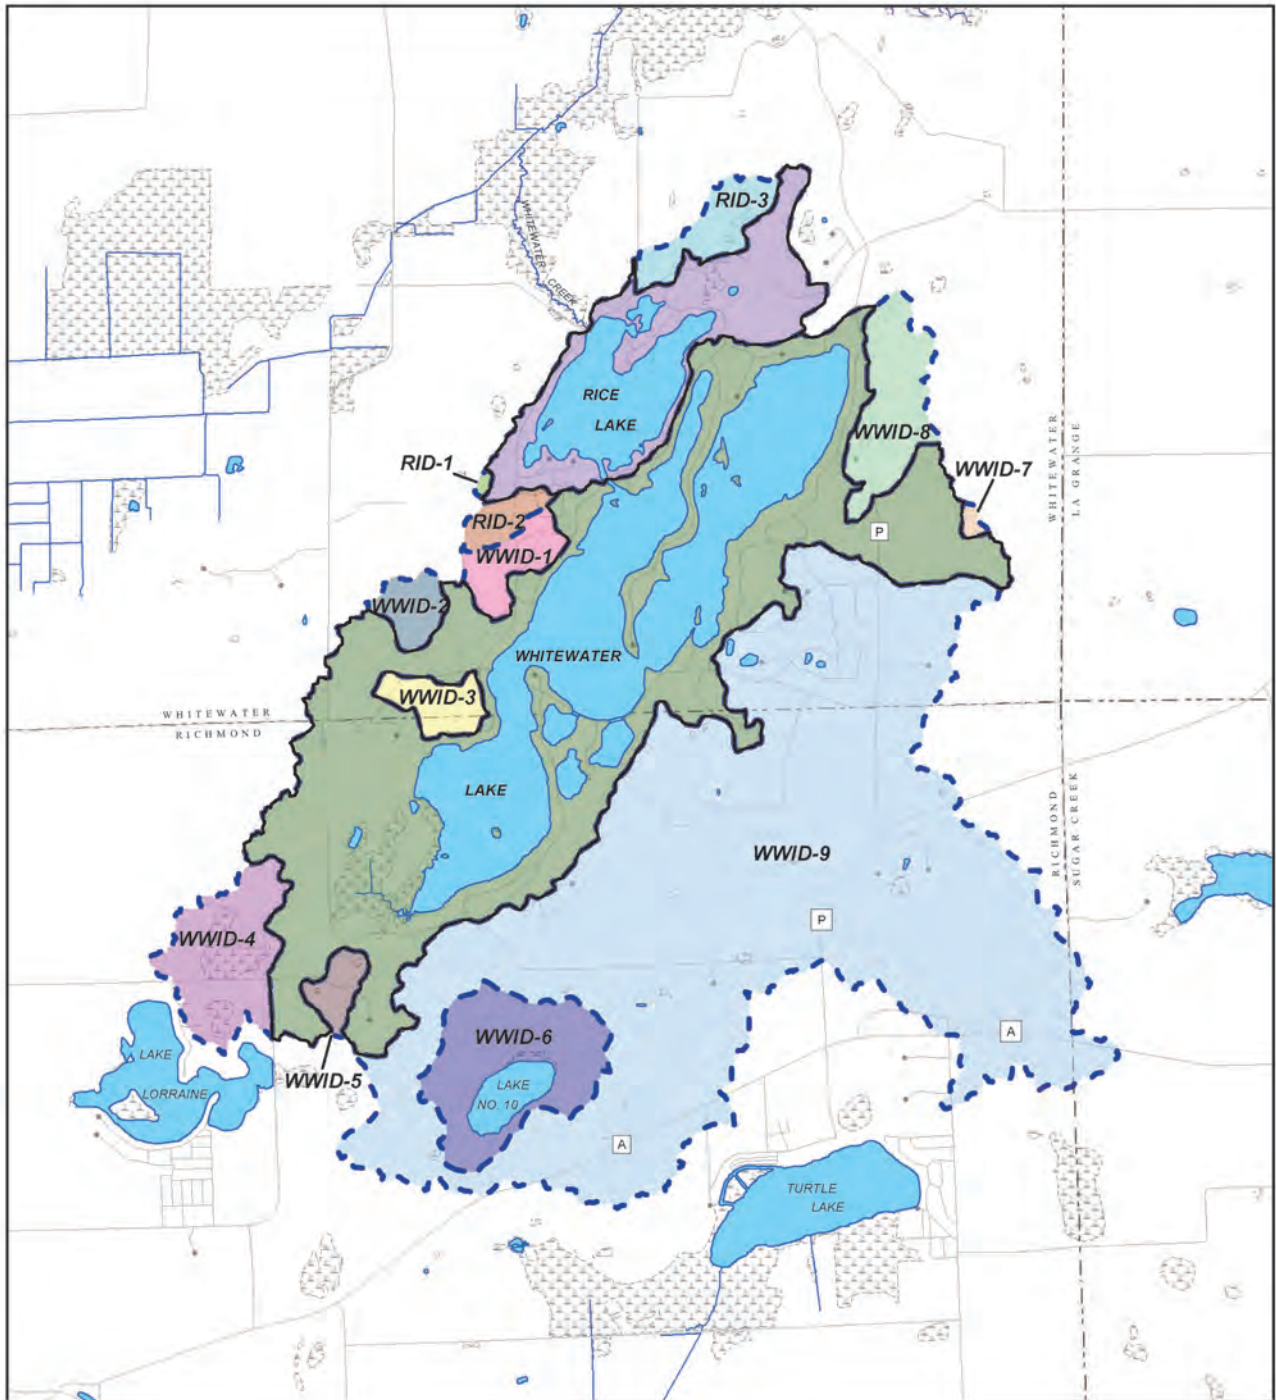 RID-3
WHITEWATER CREEK
RICE
LAKE
WWID-8
RID-1
WWID-7
WHITEWATER
LA GRANGE
RID-2
P
WWID-1
WWID-2
WHITEWATER
WWID-3
WHITEWATER
RICHMOND
LAKE
RICHMOND
SUGAR CREEK
WWID-9
P
WWID-4
A
WWID-6
LAKE
LORRAINE
WWID-5
LAKE
NO. 10
A
TURTLE
LAKE